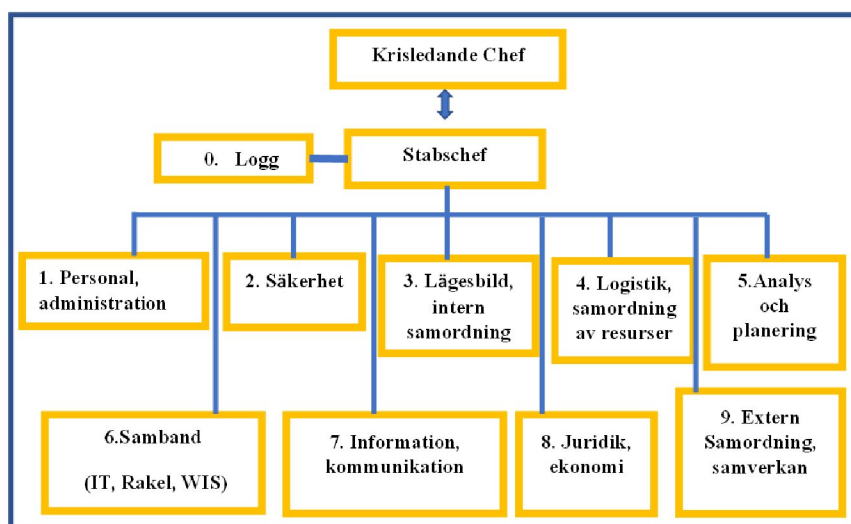 Krisledande Chef
0. Logg
Stabschef
1. Personal,
administration
2. Säkerhet
3. Lägesbild,
intern
samordning
4. Logistik,
samordning
av resurser
5.Analys
och
planering
6.Samband
(IT, Rakel, WIS)
7. Information,
kommunikation
8. Juridik,
ekonomi
9. Extern
Samordning,
samverkan